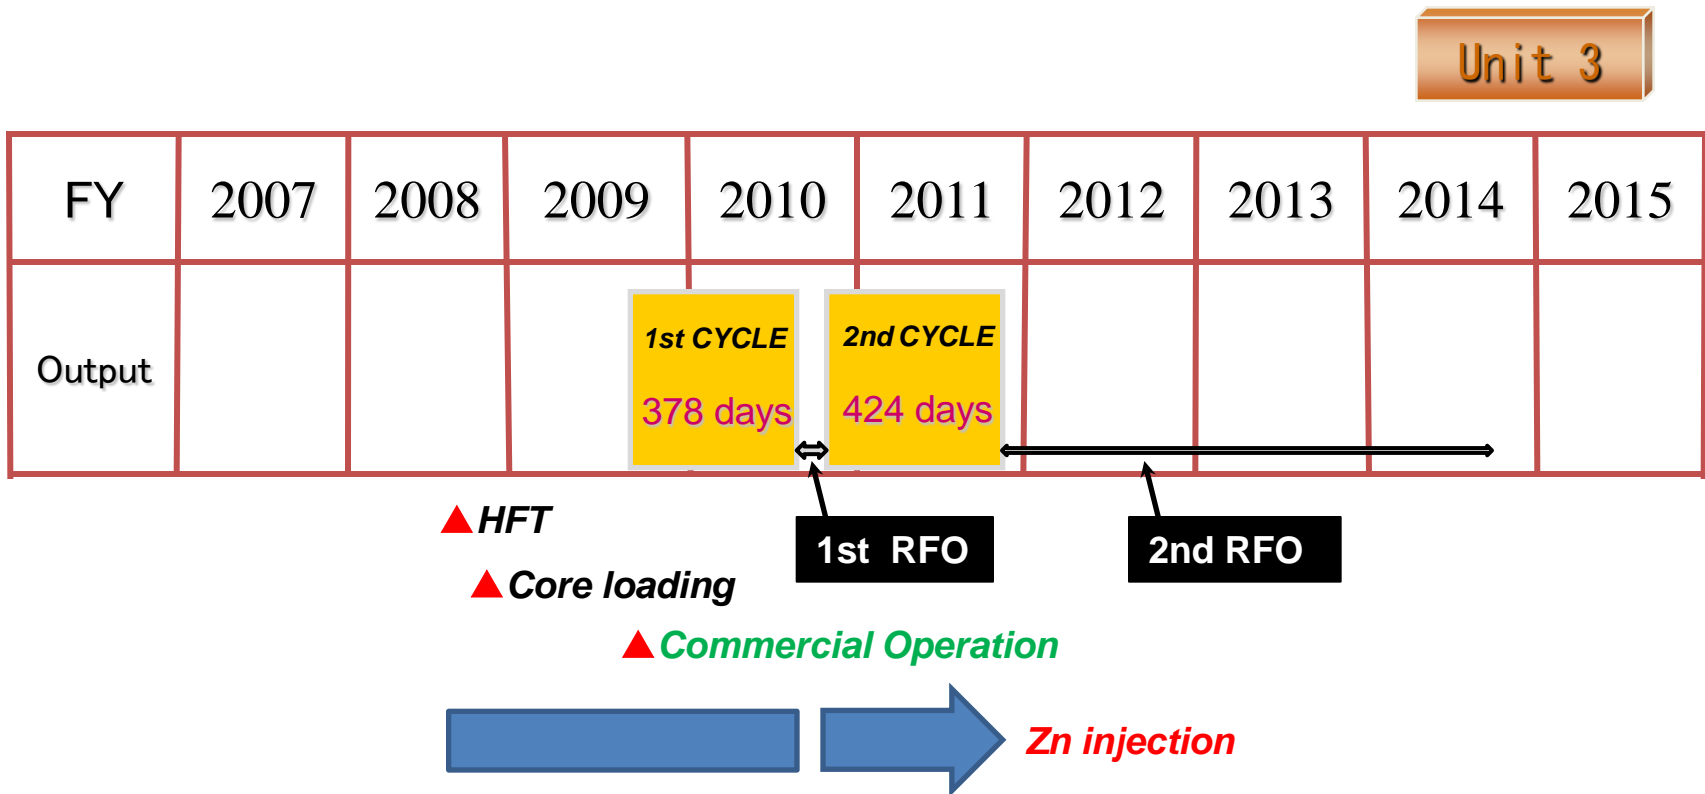 Unit 3
FY 2007 2008 2009 2010 2011 2012 2013 2014 2015
Output
1st CYCLE
378 days
2nd CYCLE
424 days
1st RFO
2nd RFO
HFT
Core loading
Commercial Operation
Zn injection